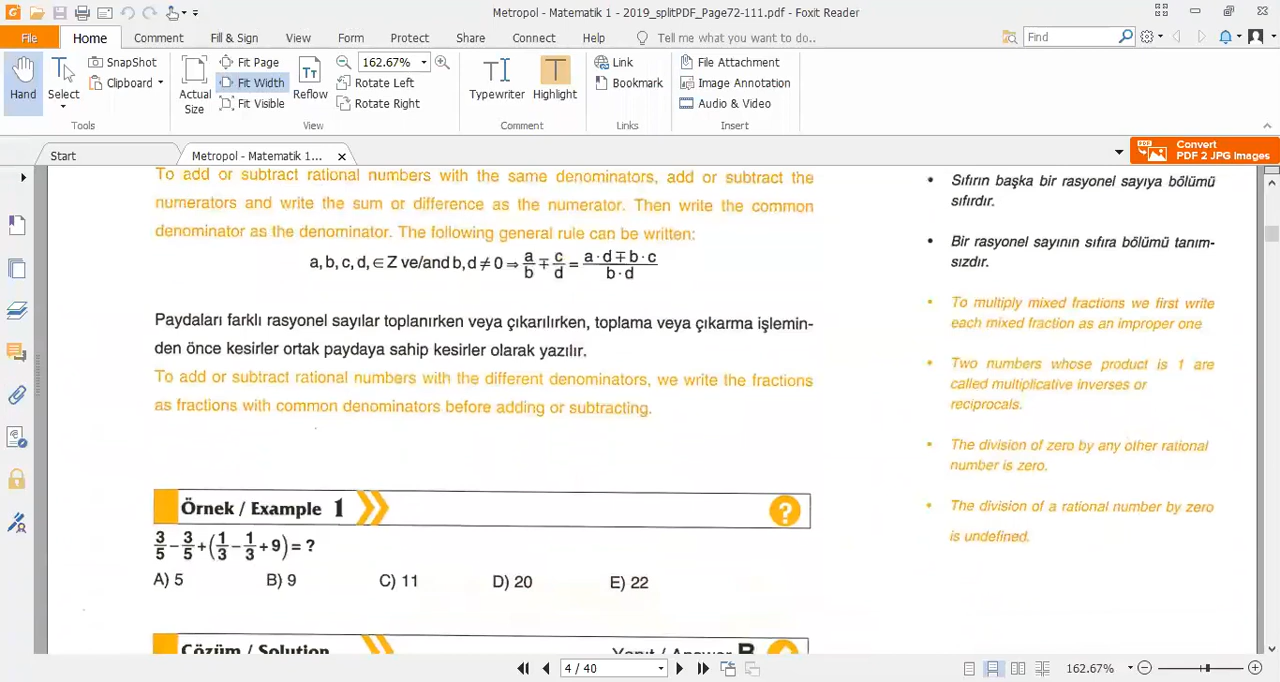 Metropol - Matematik 1 - 2019_splitPDF_Page72-111.pdf - Foxit Reader
File Home Comment Fill & Sign View Form Protect Share Connect Help Tell me what you want to do.. Find
Hand Select SnapShot Clipboard Actual Size Fit Page Fit Width Fit Visible Reflow 162.67% Rotate Left Rotate Right Typewriter Highlight Link Bookmark File Attachment Image Annotation Audio & Video
Tools View Comment Links Insert
Start Metropol - Matematik 1... Convert
PDF 2 JPG Images
To add or subtract rational numbers with the same denominators, add or subtract the
numerators and write the sum or difference as the numerator. Then write the common
denominator as the denominator. The following general rule can be written:
a, b, c, d, ∈ Z ve/and b, d ≠ 0 ⇒ a/b ∓ c/d = (a · d ∓ b · c)/(b · d)
Paydaları farklı rasyonel sayılar toplanırken veya çıkarılırken, toplama veya çıkarma işlemin-
den önce kesirler ortak paydaya sahip kesirler olarak yazılır.
To add or subtract rational numbers with the different denominators, we write the fractions
as fractions with common denominators before adding or subtracting.
Örnek / Example 1 ?
3/5 − 3/5 + (1/3 − 1/3 + 9) = ?
A) 5 B) 9 C) 11 D) 20 E) 22
Çözüm / Solution Yanıt / Answer B
• Sıfırın başka bir rasyonel sayıya bölümü
sıfırdır.
• Bir rasyonel sayının sıfıra bölümü tanım-
sızdır.
• To multiply mixed fractions we first write
each mixed fraction as an improper one
• Two numbers whose product is 1 are
called multiplicative inverses or
reciprocals.
• The division of zero by any other rational
number is zero.
• The division of a rational number by zero
is undefined.
4 / 40 162.67%